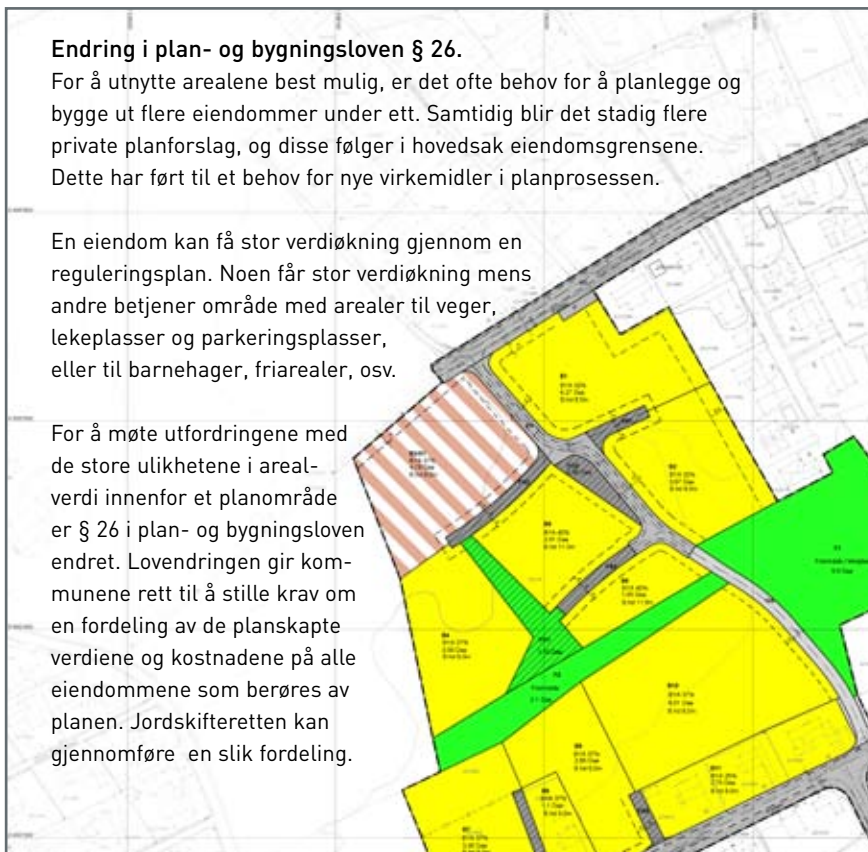 Endring i plan- og bygningsloven § 26.
For å utnytte arealene best mulig, er det ofte behov for å planlegge og
bygge ut flere eiendommer under ett. Samtidig blir det stadig flere
private planforslag, og disse følger i hovedsak eiendomsgrensene.
Dette har ført til et behov for nye virkemidler i planprosessen.
En eiendom kan få stor verdiøkning gjennom en
reguleringsplan. Noen får stor verdiøkning mens
andre betjener område med arealer til veger,
lekeplasser og parkeringsplasser,
eller til barnehager, friarealer, osv.
For å møte utfordringene med
de store ulikhetene i areal-
verdi innenfor et planområde
er § 26 i plan- og bygningsloven
endret. Lovendringen gir kom-
munene rett til å stille krav om
en fordeling av de planskapte
verdiene og kostnadene på alle
eiendommene som berøres av
planen. Jordskifteretten kan
gjennomføre en slik fordeling.